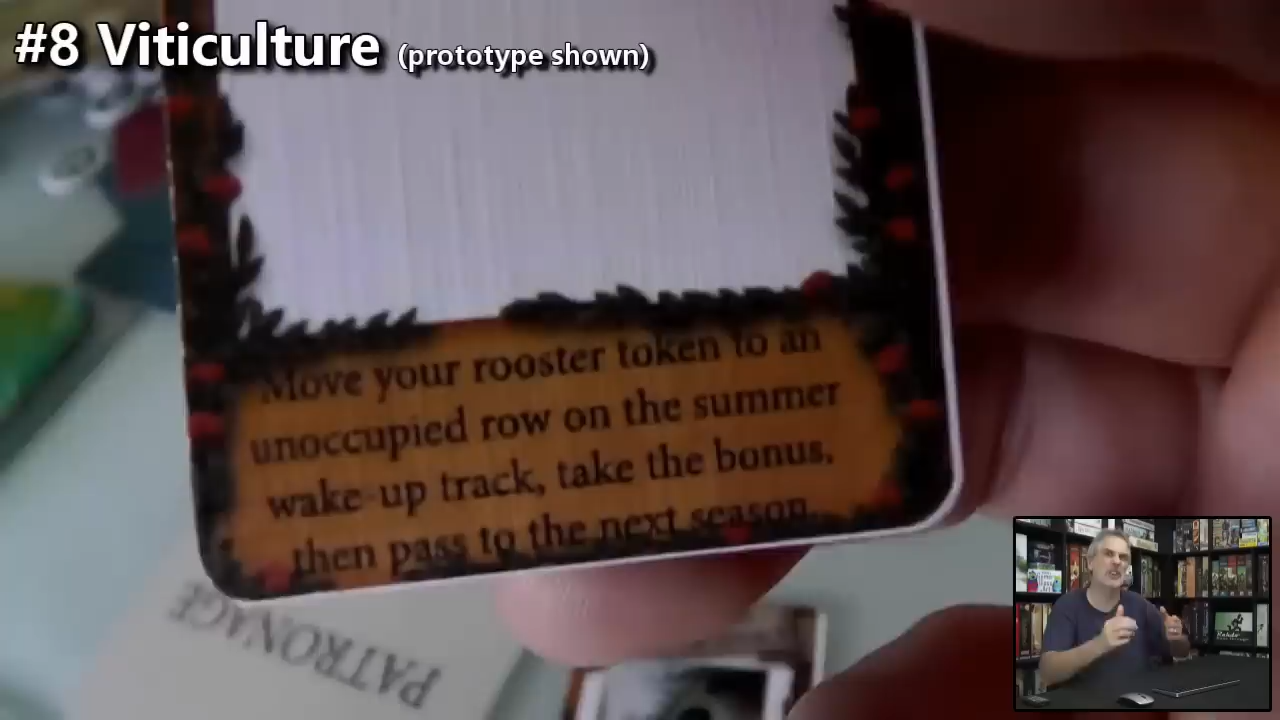 #8 Viticulture (prototype shown)
Move your rooster token to an
unoccupied row on the summer
wake-up track, take the bonus,
then pass to the next season.
PATRONAGE